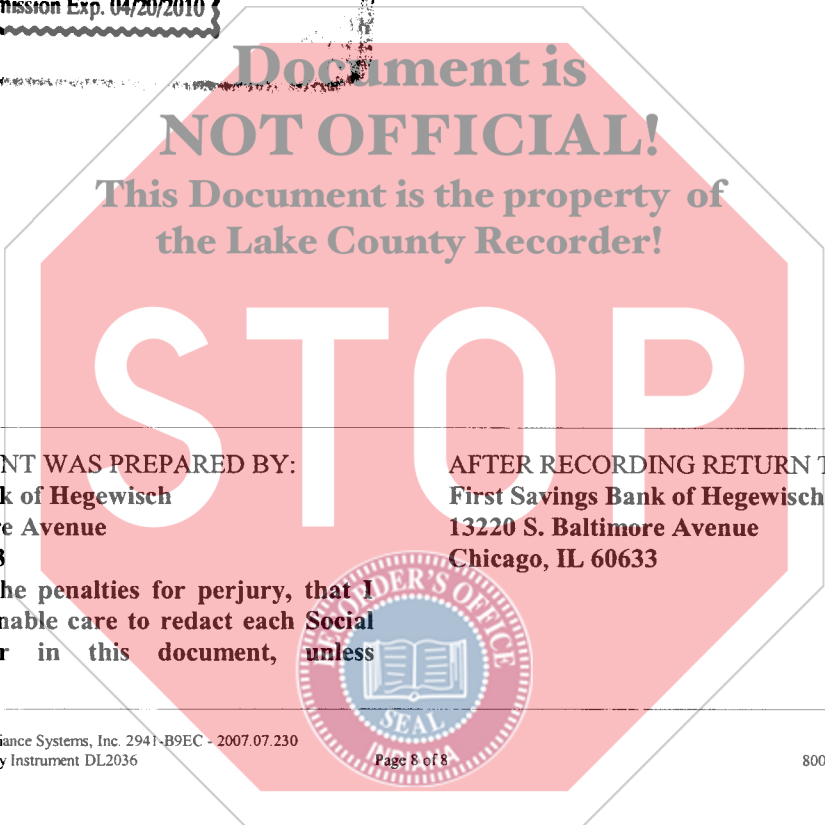 mission Exp. 04/20/2010
Document is
NOT OFFICIAL!
This Document is the property of
the Lake County Recorder!
STOP
NT WAS PREPARED BY:
k of Hegewisch
e Avenue
3
he penalties for perjury, that I
nable care to redact each Social
r in this document, unless
AFTER RECORDING RETURN T
First Savings Bank of Hegewisch
13220 S. Baltimore Avenue
Chicago, IL 60633
RECORDER'S OFFICE
SEAL
INDIANA
iance Systems, Inc. 2941-B9EC - 2007.07.230
y Instrument DL2036
Page 8 of 8
800